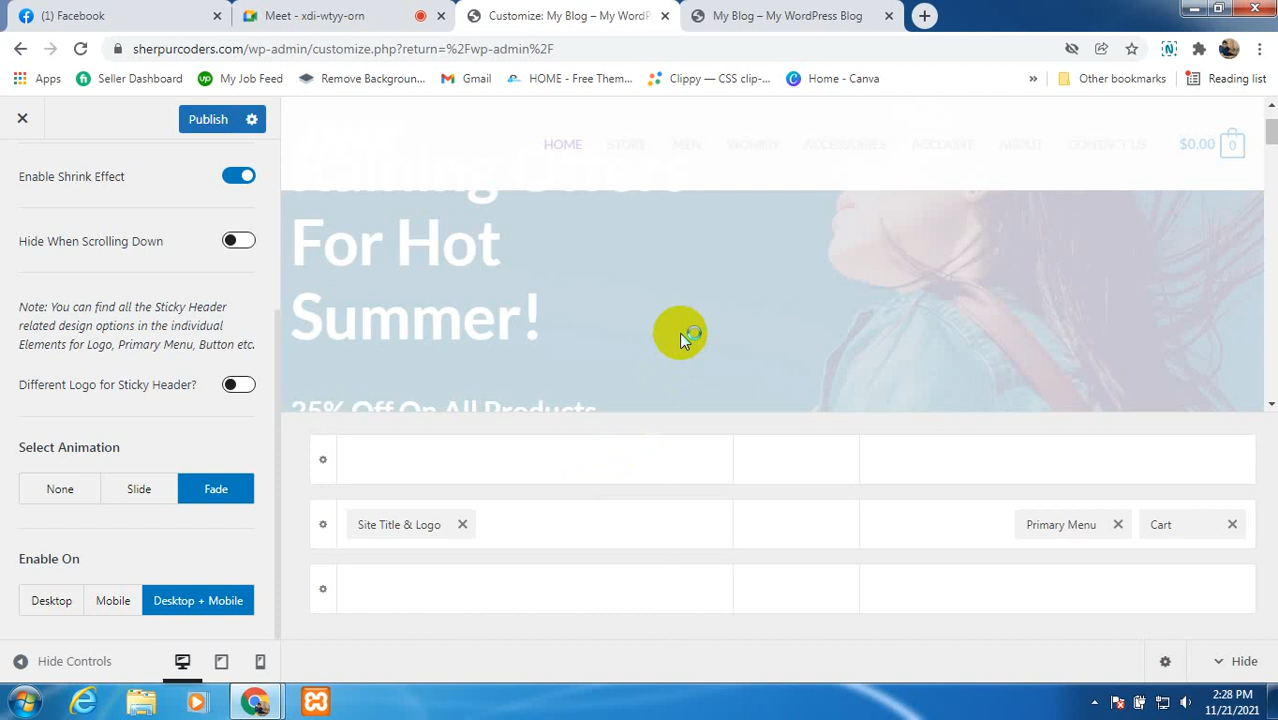 (1) Facebook
Meet - xdi-wtyy-orn
Customize: My Blog – My WordP
My Blog – My WordPress Blog
sherpurcoders.com/wp-admin/customize.php?return=%2Fwp-admin%2F
Apps
Seller Dashboard
My Job Feed
Remove Backgroun...
Gmail
HOME - Free Them...
Clippy — CSS clip-...
Home - Canva
»
Other bookmarks
Reading list
Publish
HOME
STORE
MEN
WOMEN
ACCESSORIES
ACCOUNT
ABOUT
CONTACT US
$0.00
0
Enable Shrink Effect
For Hot
Summer!
25% Off On All Products
Hide When Scrolling Down
Note: You can find all the Sticky Header
related design options in the individual
Elements for Logo, Primary Menu, Button etc.
Different Logo for Sticky Header?
Select Animation
None
Slide
Fade
Enable On
Desktop
Mobile
Desktop + Mobile
Site Title & Logo
Primary Menu
Cart
Hide Controls
Hide
2:28 PM
11/21/2021